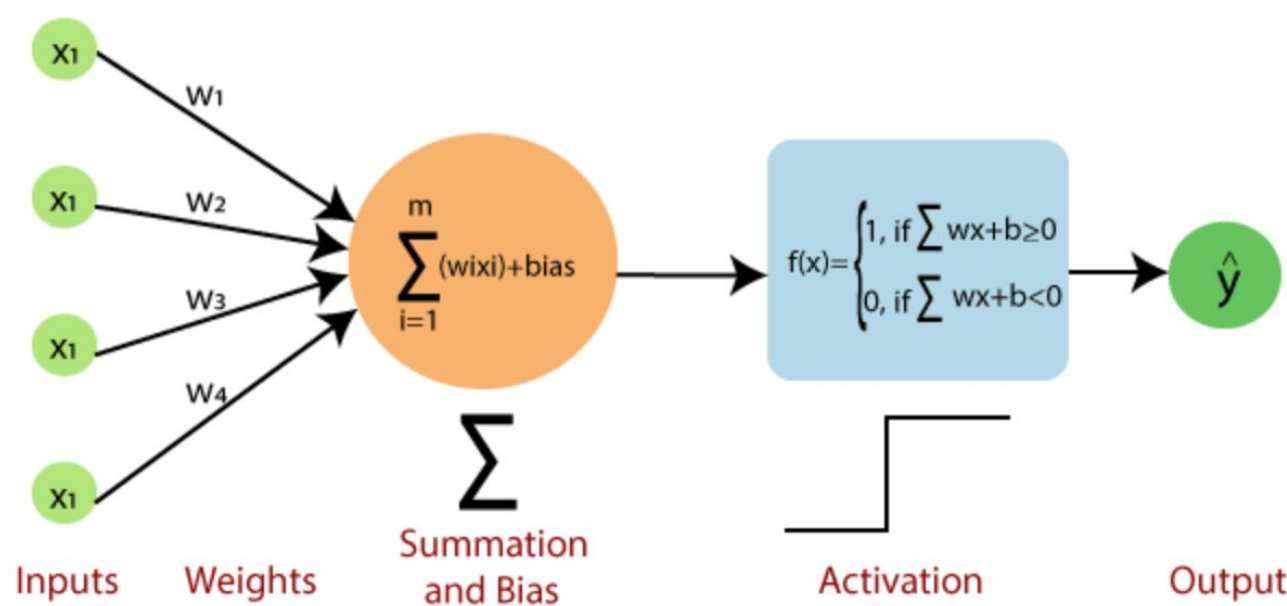 x1
w1
x1
w2
x1
w3
x1
w4
m
∑(wixi)+bias
i=1
f(x)={
1, if ∑ wx+b≥0
0, if ∑ wx+b<0
ŷ
∑
Inputs
Weights
Summation
and Bias
Activation
Output